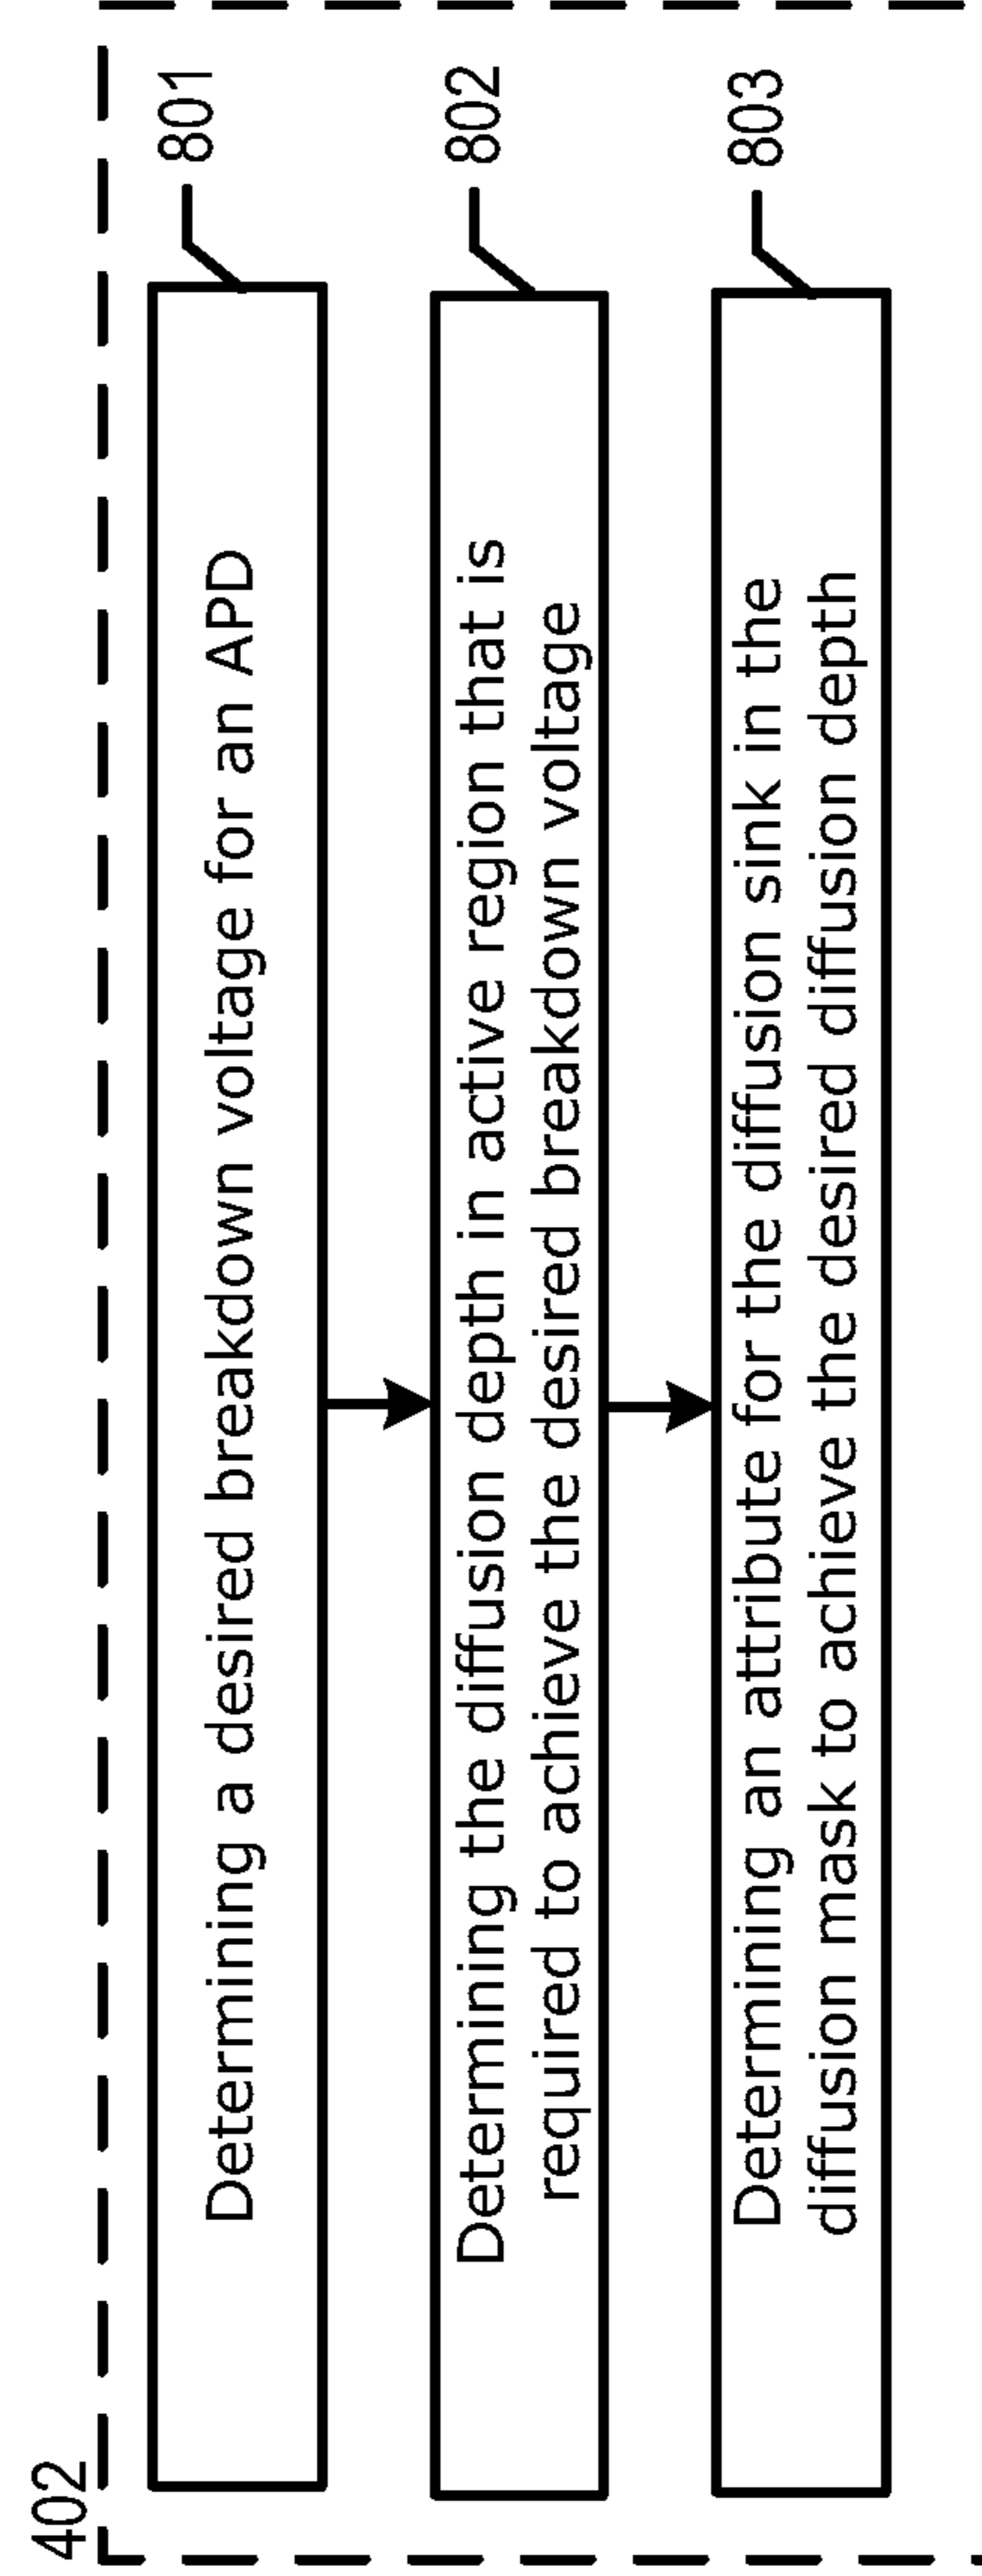 402
801
Determining a desired breakdown voltage for an APD
802
Determining the diffusion depth in active region that is
required to achieve the desired breakdown voltage
803
Determining an attribute for the diffusion sink in the
diffusion mask to achieve the desired diffusion depth